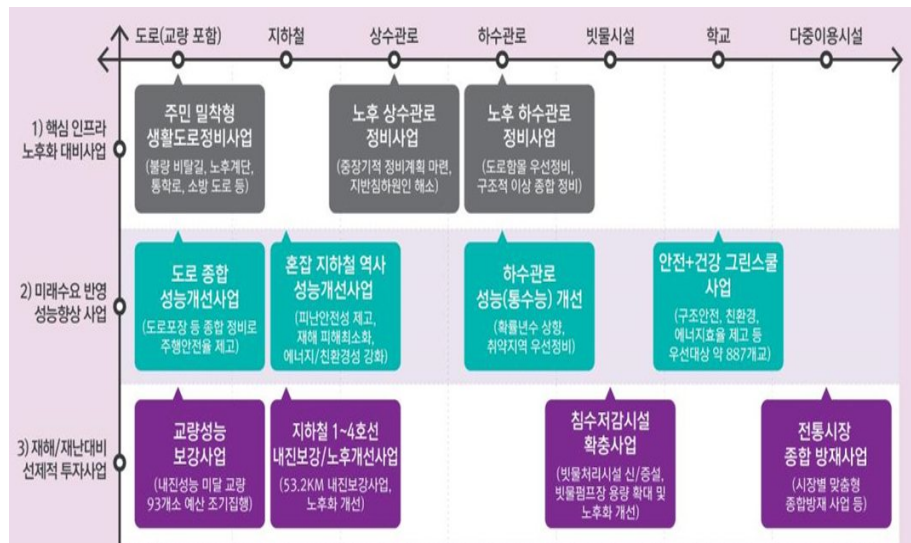 도로(교량 포함)
지하철
상수관로
하수관로
빗물시설
학교
다중이용시설
1) 핵심 인프라
노후화 대비사업
주민 밀착형
생활도로정비사업
(불량 비탈길, 노후계단,
통학로, 소방 도로 등)
노후 상수관로
정비사업
(중장기적 정비계획 마련,
지반침하원인 해소)
노후 하수관로
정비사업
(도로함몰 우선정비,
구조적 이상 종합 정비)
2) 미래수요 반영
성능향상 사업
도로 종합
성능개선사업
(도로포장 등 종합 정비로
주행안전율 제고)
혼잡 지하철 역사
성능개선사업
(피난안전성 제고,
재해 피해최소화,
에너지/친환경성 강화)
하수관로
성능(통수능) 개선
(확률년수 상향,
취약지역 우선정비)
안전+건강 그린스쿨
사업
(구조안전, 친환경,
에너지효율 제고 등
우선대상 약 887개교)
3) 재해/재난대비
선제적 투자사업
교량성능
보강사업
(내진성능 미달 교량
93개소 예산 조기집행)
지하철 1~4호선
내진보강/노후개선사업
(53.2KM 내진보강사업,
노후화 개선)
침수저감시설
확충사업
(빗물처리시설 신/증설,
빗물펌프장 용량 확대 및
노후화 개선)
전통시장
종합 방재사업
(시장별 맞춤형
종합방재 사업 등)